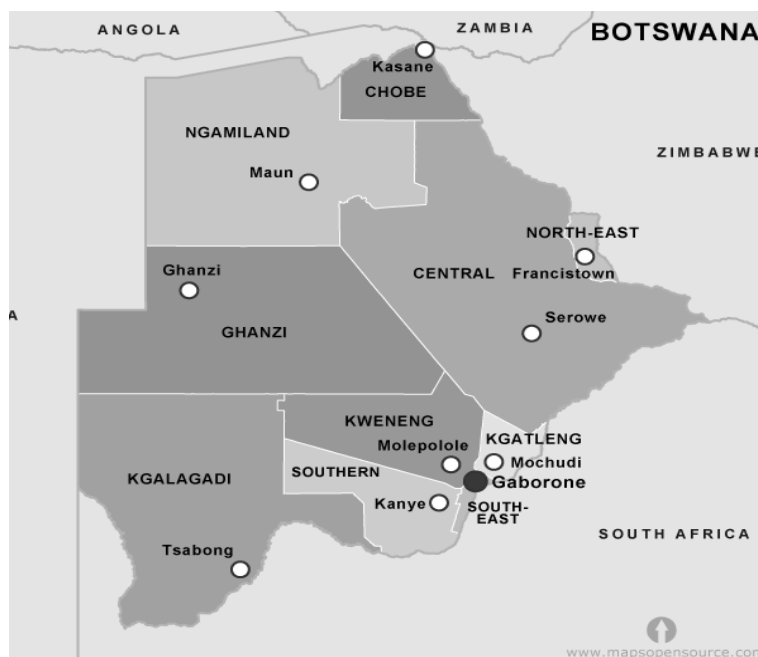 ANGOLA
ZAMBIA
BOTSWANA
Kasane
CHOBE
NGAMILAND
ZIMBABWE
Maun
NORTH-EAST
Ghanzi
CENTRAL
Francistown
A
Serowe
GHANZI
KWENENG
KGATLENG
Molepolole
Mochudi
SOUTHERN
KGALAGADI
Gaborone
Kanye
SOUTH-
EAST
SOUTH AFRICA
Tsabong
www.mapsopensource.com